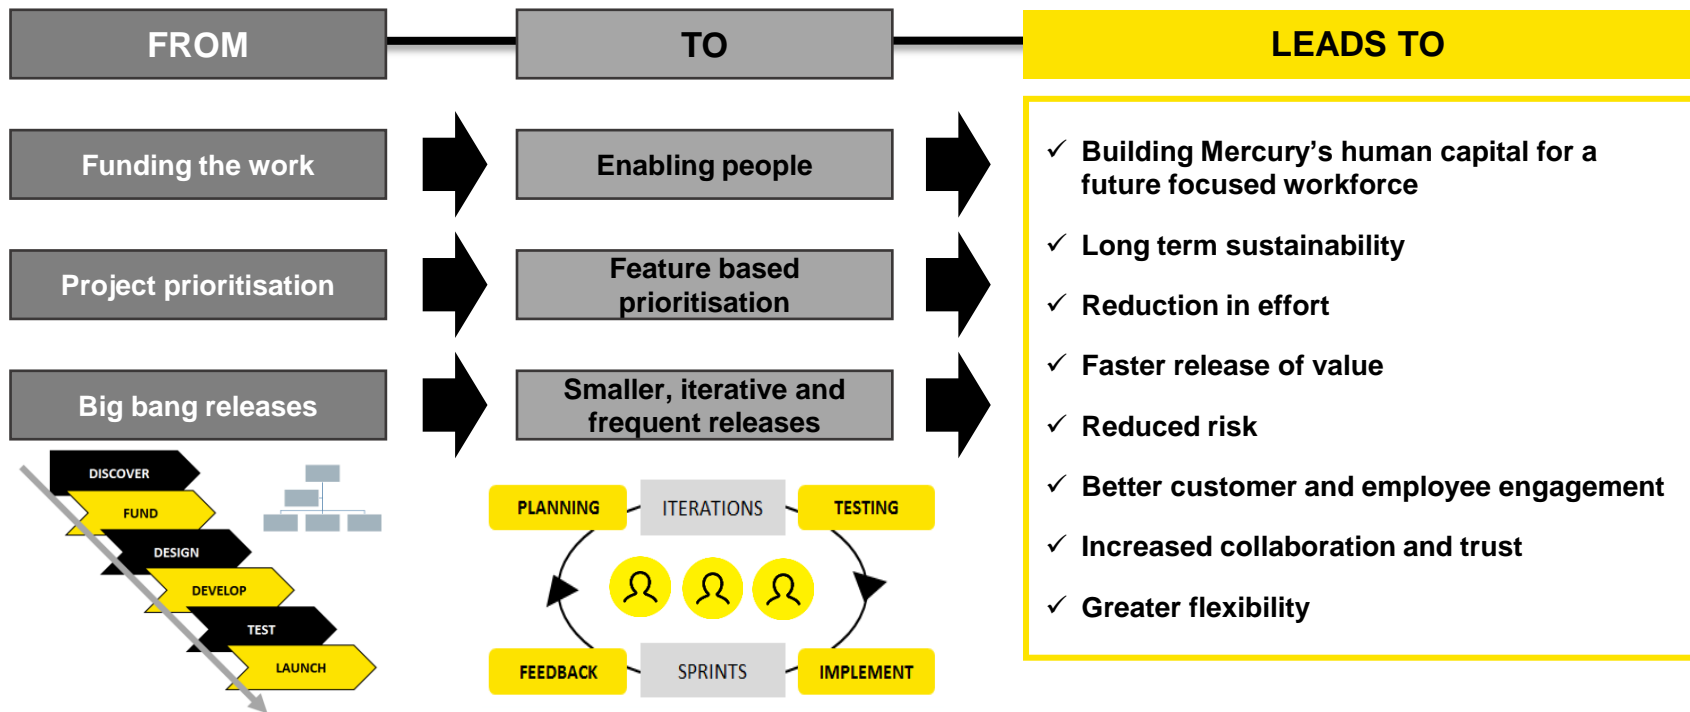 FROM
TO
LEADS TO
Funding the work
Enabling people
Project prioritisation
Feature based
prioritisation
Big bang releases
Smaller, iterative and
frequent releases
✓ Building Mercury’s human capital for a
future focused workforce
✓ Long term sustainability
✓ Reduction in effort
✓ Faster release of value
✓ Reduced risk
✓ Better customer and employee engagement
✓ Increased collaboration and trust
✓ Greater flexibility
DISCOVER
FUND
DESIGN
DEVELOP
TEST
LAUNCH
PLANNING
ITERATIONS
TESTING
FEEDBACK
SPRINTS
IMPLEMENT